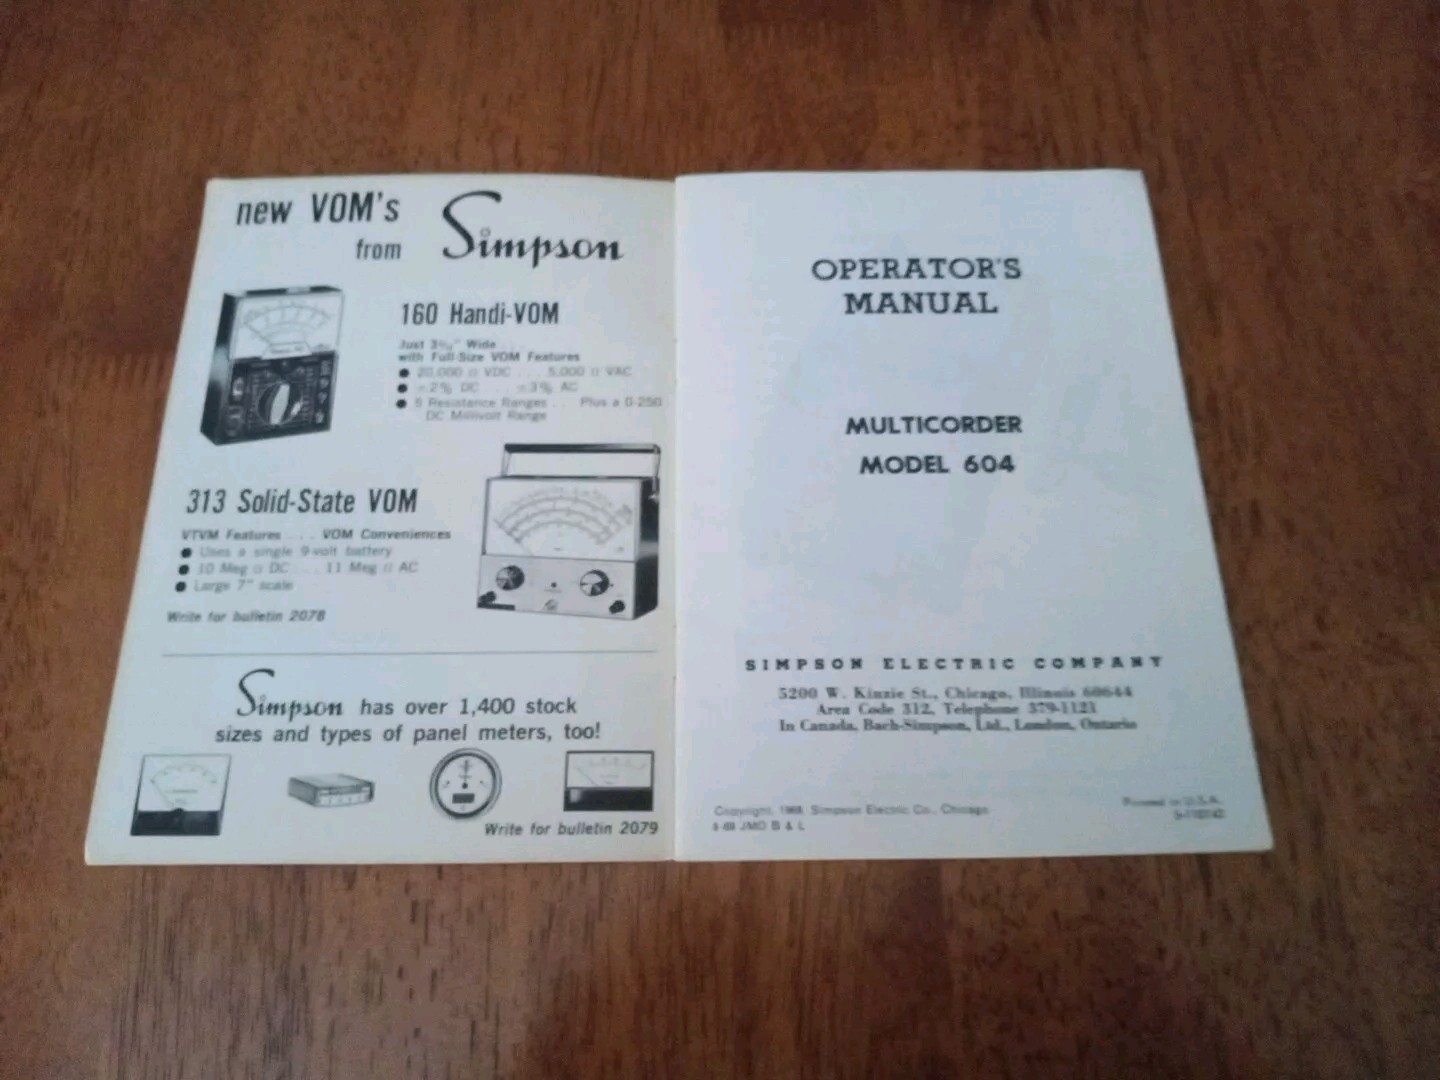 new VOM's
from Simpson
160 Handi-VOM
Just Wide . . .
with Full-Size VOM Features
● 20,000 Ω VDC . . . 5,000 Ω VAC
● ±2% DC . . . ±3% AC
● 5 Resistance Ranges . . . Plus a 0-250
DC Millivolt Range
313 Solid-State VOM
VTVM Features . . . VOM Conveniences
● Uses a single 9-volt battery
● 10 Meg Ω DC . . . 11 Meg Ω AC
● Large 7" scale
Write for bulletin 2078
Simpson has over 1,400 stock
sizes and types of panel meters, too!
Write for bulletin 2079
OPERATOR'S
MANUAL
MULTICORDER
MODEL 604
SIMPSON ELECTRIC COMPANY
5200 W. Kinzie St., Chicago, Illinois 60644
Area Code 312, Telephone 379-1121
In Canada, Bach-Simpson, Ltd., London, Ontario
Copyright, Simpson Electric Co., Chicago
JMO B & L
Printed in U.S.A.